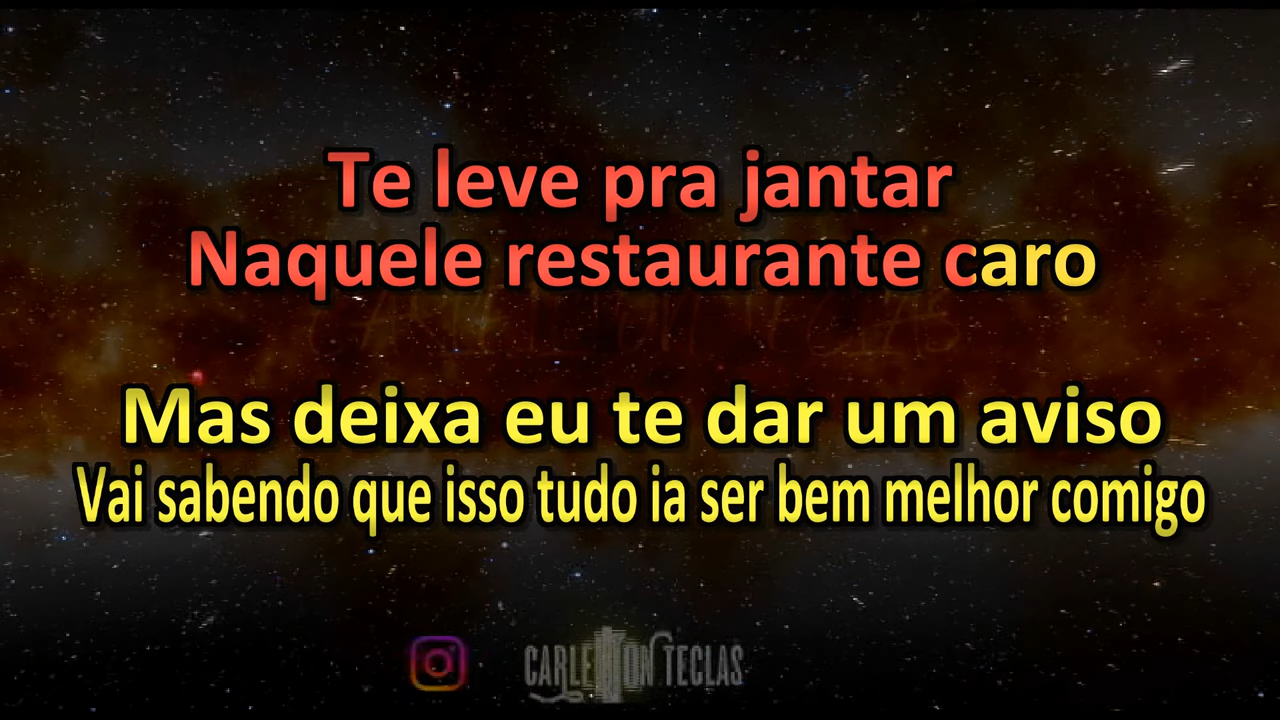 Te leve pra jantar
Naquele restaurante caro
Mas deixa eu te dar um aviso
Vai sabendo que isso tudo ia ser bem melhor comigo
TECLAS